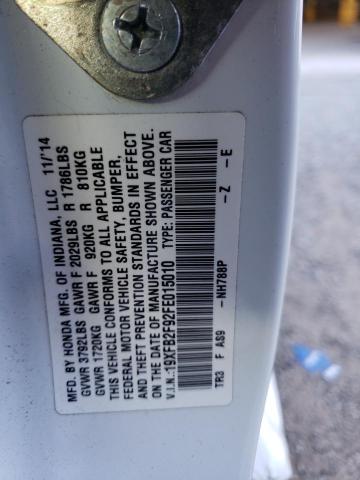 MFD. BY HONDA MFG. OF INDIANA, LLC 11/'14
GVWR 3792LBS GAWR F 2029LBS R 1786LBS
GVWR 1720KG GAWR F 920KG R 810KG
THIS VEHICLE CONFORMS TO ALL APPLICABLE
FEDERAL MOTOR VEHICLE SAFETY, BUMPER,
AND THEFT PREVENTION STANDARDS IN EFFECT
ON THE DATE OF MANUFACTURE SHOWN ABOVE.
V.I.N.: 19XFB2F92FE015010 TYPE: PASSENGER CAR
-Z -E
TR3 F AS9 -NH788P